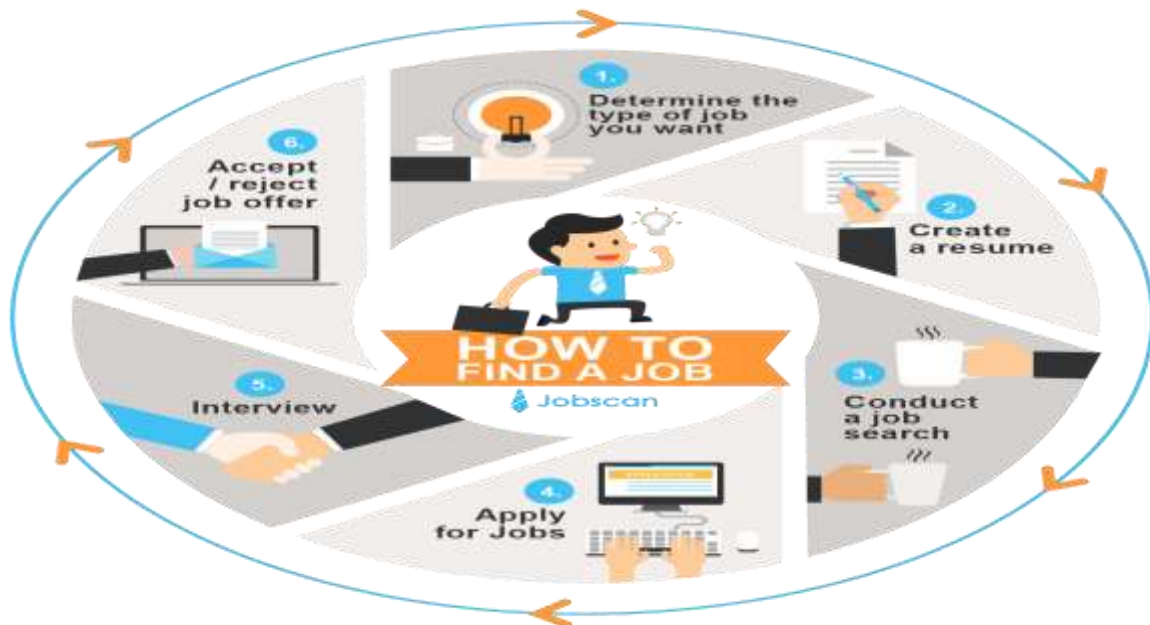 1.
Determine the
type of job
you want
2.
Create
a resume
3.
Conduct
a job
search
4.
Apply
for Jobs
5.
Interview
6.
Accept
/ reject
job offer
HOW TO
FIND A JOB
Jobscan